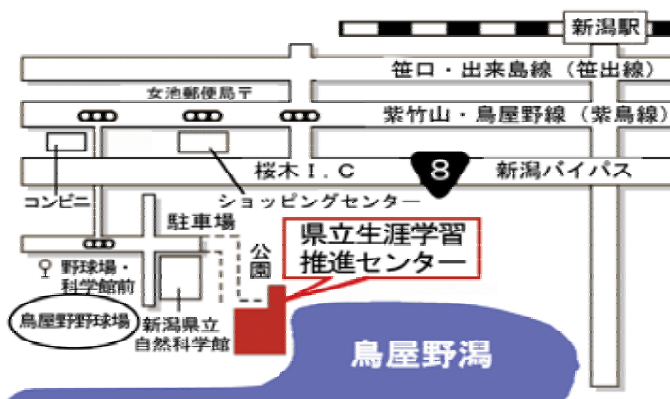 新潟駅
笹口・出来島線（笹出線）
女池郵便局〒
紫竹山・鳥屋野線（紫鳥線）
桜木I.C
8
新潟バイパス
コンビニ
ショッピングセンター
駐車場
公園
県立生涯学習
推進センター
野球場・
科学館前
鳥屋野野球場
新潟県立
自然科学館
鳥屋野潟